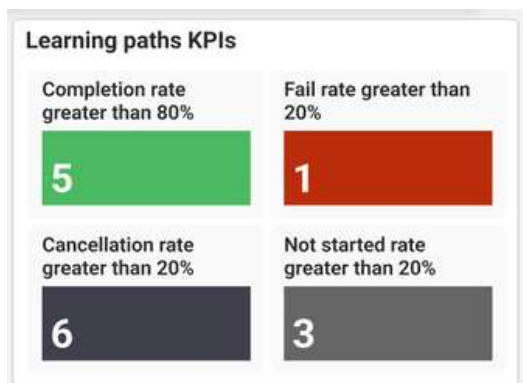 Learning paths KPIs
Completion rate
greater than 80%
5
Fail rate greater than
20%
1
Cancellation rate
greater than 20%
6
Not started rate
greater than 20%
3